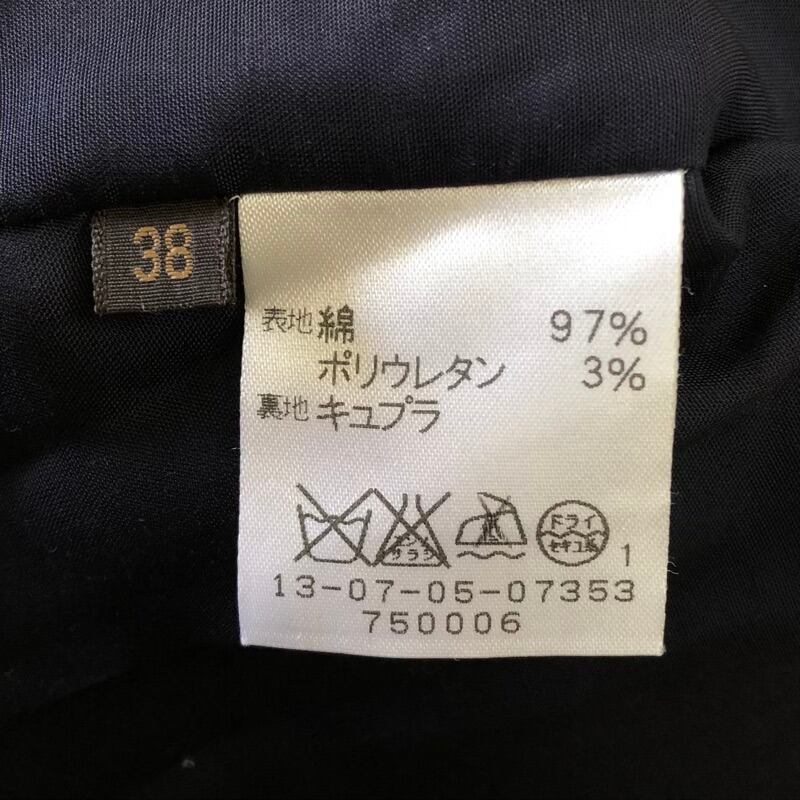 38
表地 綿 97%
ポリウレタン 3%
裏地 キュプラ
ドライ
セキユ系
1
13-07-05-07353
750006